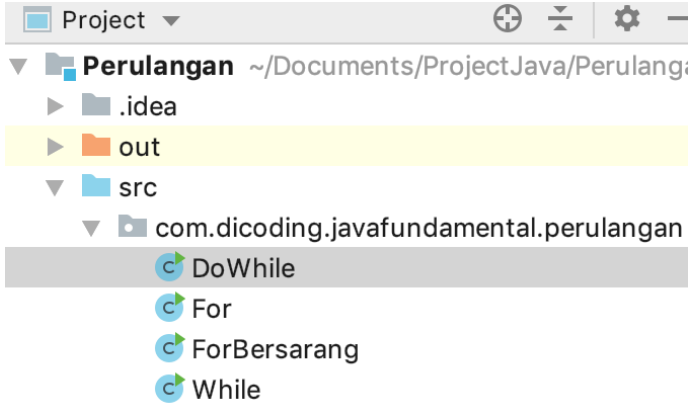 Project
Perulangan ~/Documents/ProjectJava/Perulanga
.idea
out
src
com.dicoding.javafundamental.perulangan
C DoWhile
C For
C ForBersarang
C While